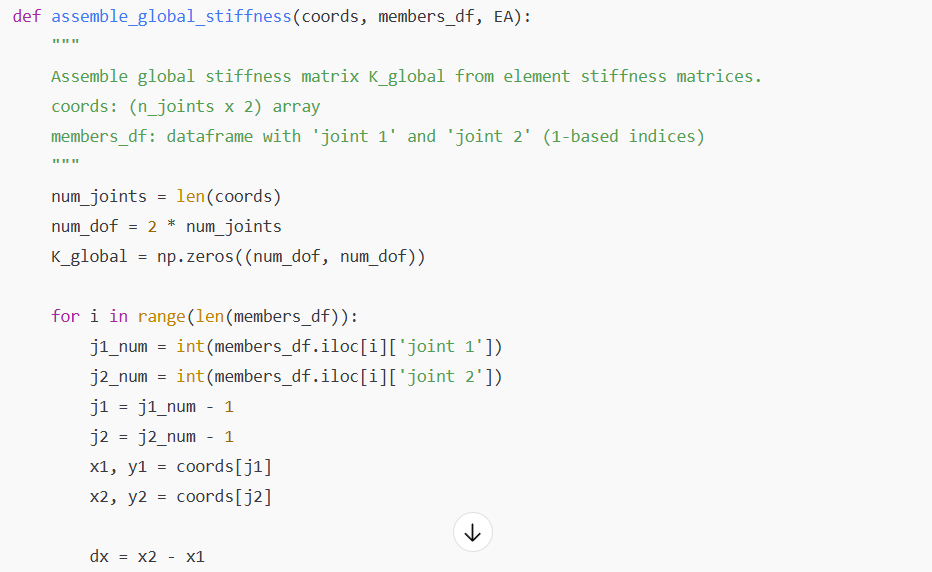 def assemble_global_stiffness(coords, members_df, EA):
    """
    Assemble global stiffness matrix K_global from element stiffness matrices.
    coords: (n_joints x 2) array
    members_df: dataframe with 'joint 1' and 'joint 2' (1-based indices)
    """
    num_joints = len(coords)
    num_dof = 2 * num_joints
    K_global = np.zeros((num_dof, num_dof))

    for i in range(len(members_df)):
        j1_num = int(members_df.iloc[i]['joint 1'])
        j2_num = int(members_df.iloc[i]['joint 2'])
        j1 = j1_num - 1
        j2 = j2_num - 1
        x1, y1 = coords[j1]
        x2, y2 = coords[j2]

        dx = x2 - x1